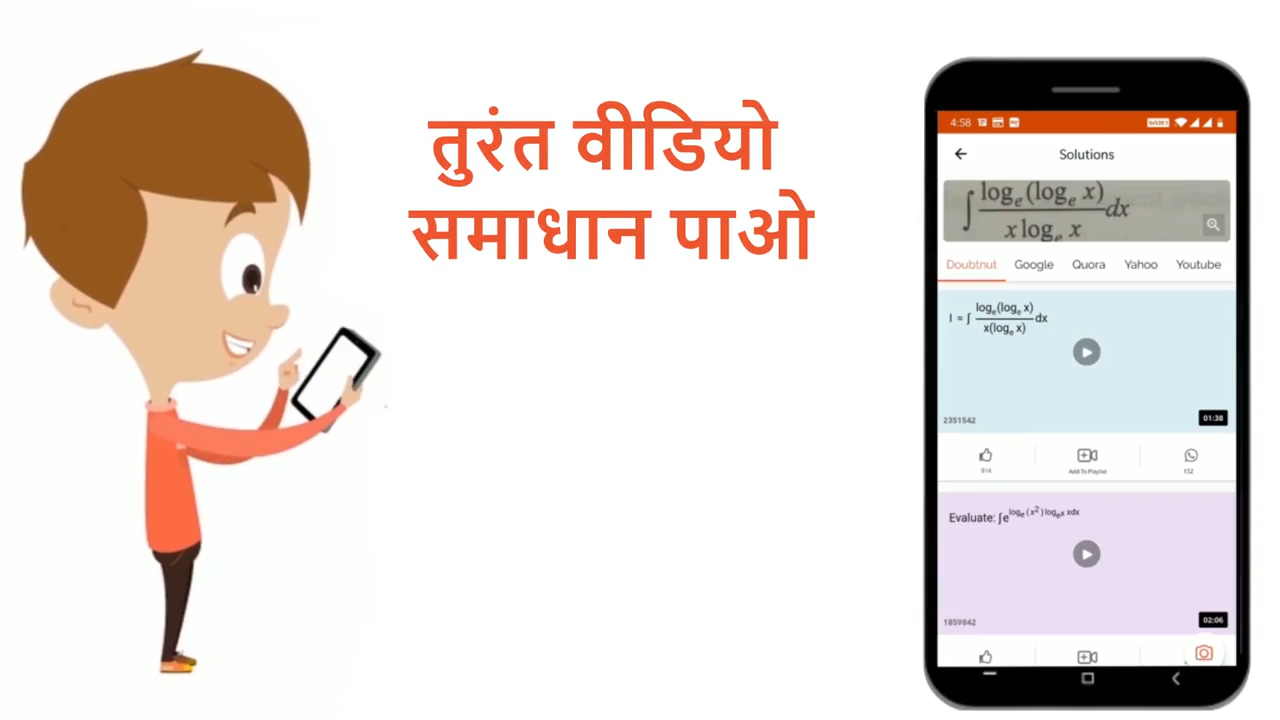 तुरंत वीडियो
समाधान पाओ
4:58
Solutions
∫ logₑ(logₑ x) / x logₑ x dx
Doubtnut Google Quora Yahoo Youtube
I = ∫ logₑ(logₑ x) / x(logₑ x) dx
2351542 01:38
914 Add To Playlist 152
Evaluate: ∫e^logₑ(x²) logₑx xdx
1859842 02:06